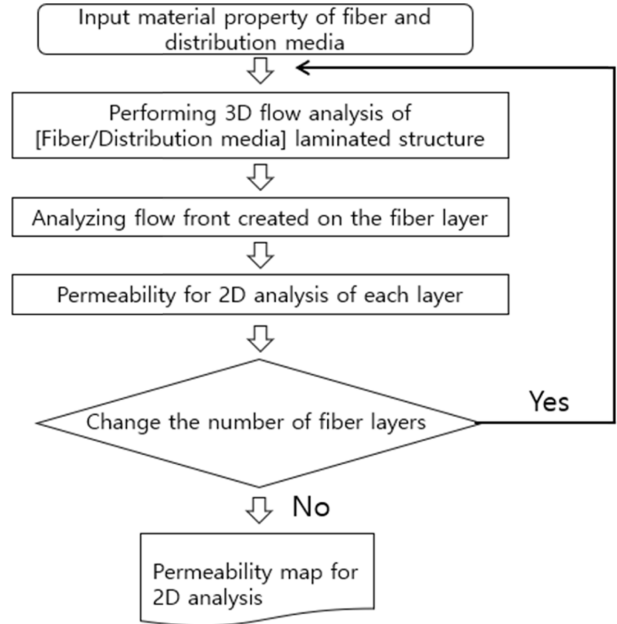 Input material property of fiber and
distribution media
Performing 3D flow analysis of
[Fiber/Distribution media] laminated structure
Analyzing flow front created on the fiber layer
Permeability for 2D analysis of each layer
Change the number of fiber layers
Yes
No
Permeability map for
2D analysis